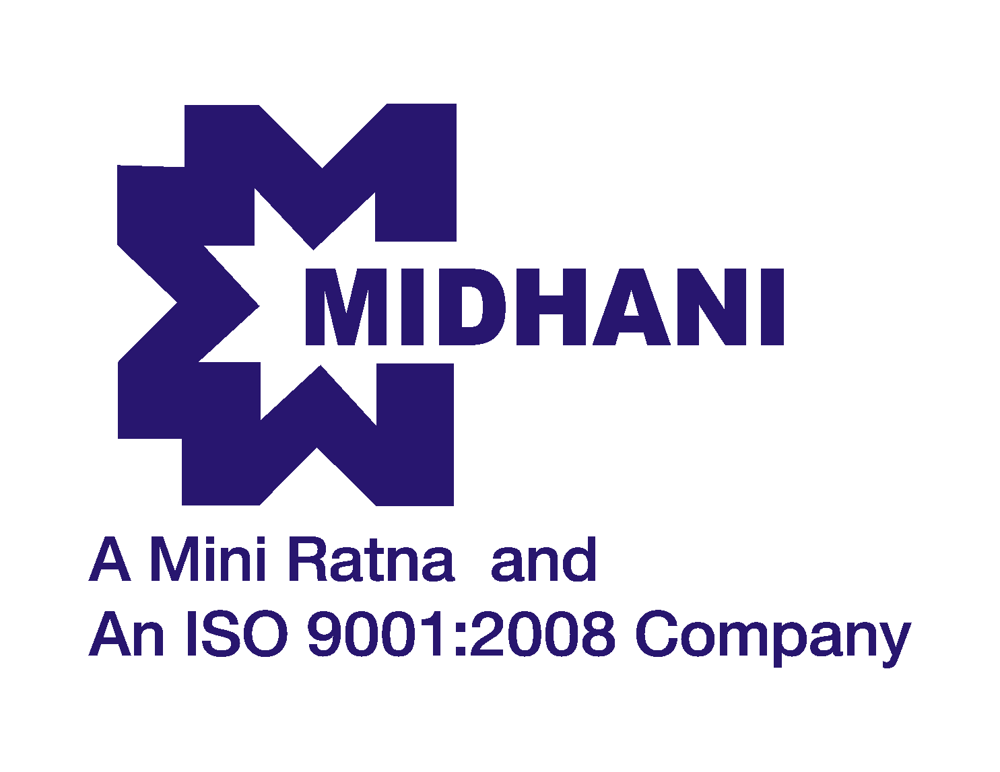 MIDHANI
A Mini Ratna and
An ISO 9001:2008 Company